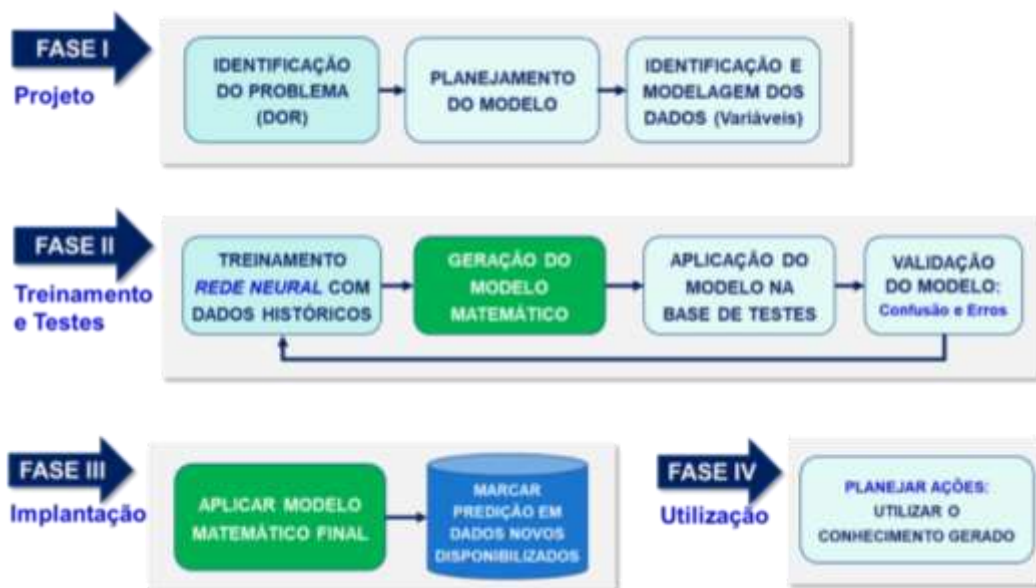 FASE I
Projeto
IDENTIFICAÇÃO
DO PROBLEMA
(DOR)
PLANEJAMENTO
DO MODELO
IDENTIFICAÇÃO E
MODELAGEM DOS
DADOS (Variáveis)
FASE II
Treinamento
e Testes
TREINAMENTO
REDE NEURAL COM
DADOS HISTÓRICOS
GERAÇÃO DO
MODELO
MATEMÁTICO
APLICAÇÃO DO
MODELO NA
BASE DE TESTES
VALIDAÇÃO
DO MODELO:
Confusão e Erros
FASE III
Implantação
APLICAR MODELO
MATEMÁTICO FINAL
MARCAR
PREDIÇÃO EM
DADOS NOVOS
DISPONIBILIZADOS
FASE IV
Utilização
PLANEJAR AÇÕES:
UTILIZAR O
CONHECIMENTO GERADO